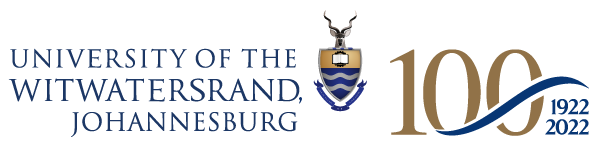 UNIVERSITY OF THE
WITWATERSRAND,
JOHANNESBURG
100
1922
2022